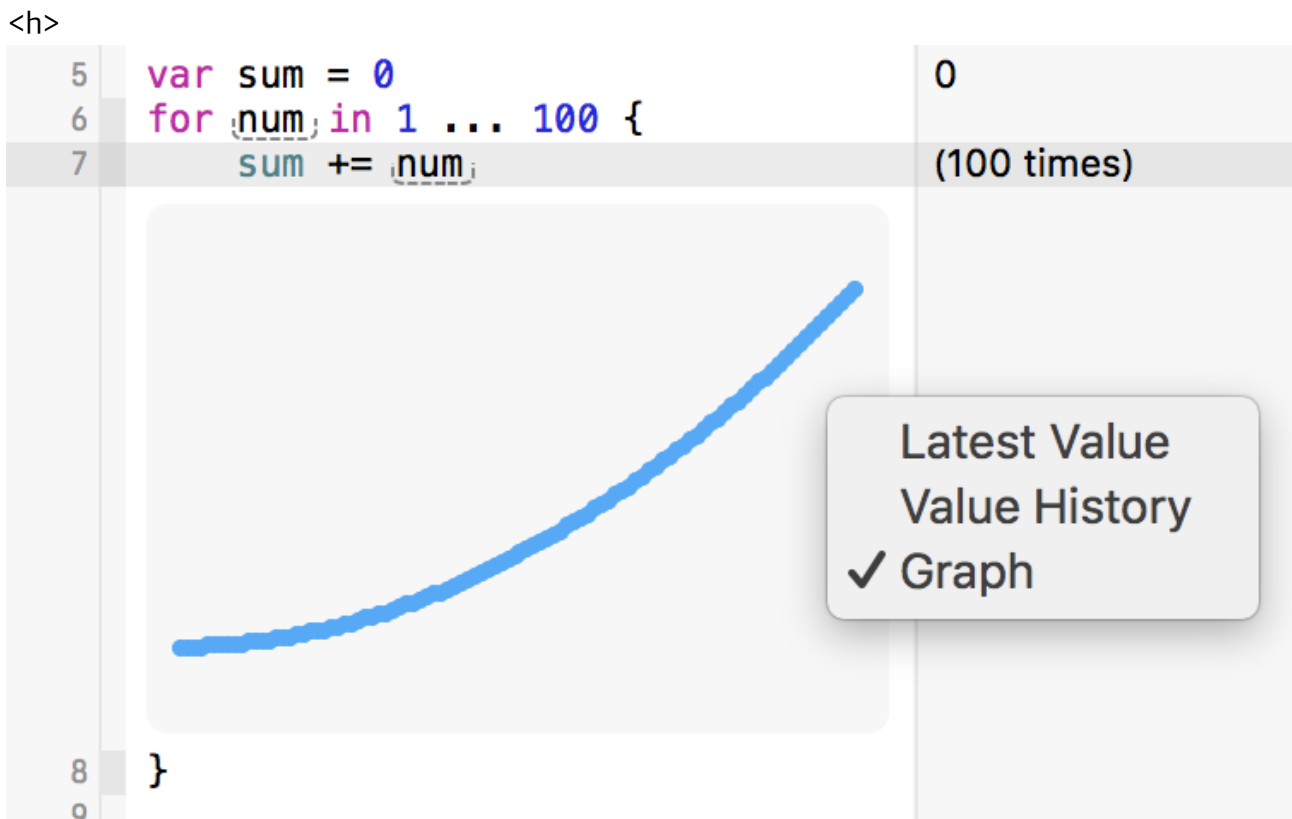 <h>
5 var sum = 0 0
6 for num in 1 ... 100 {
7 sum += num (100 times)
Latest Value
Value History
✓ Graph
8 }
9